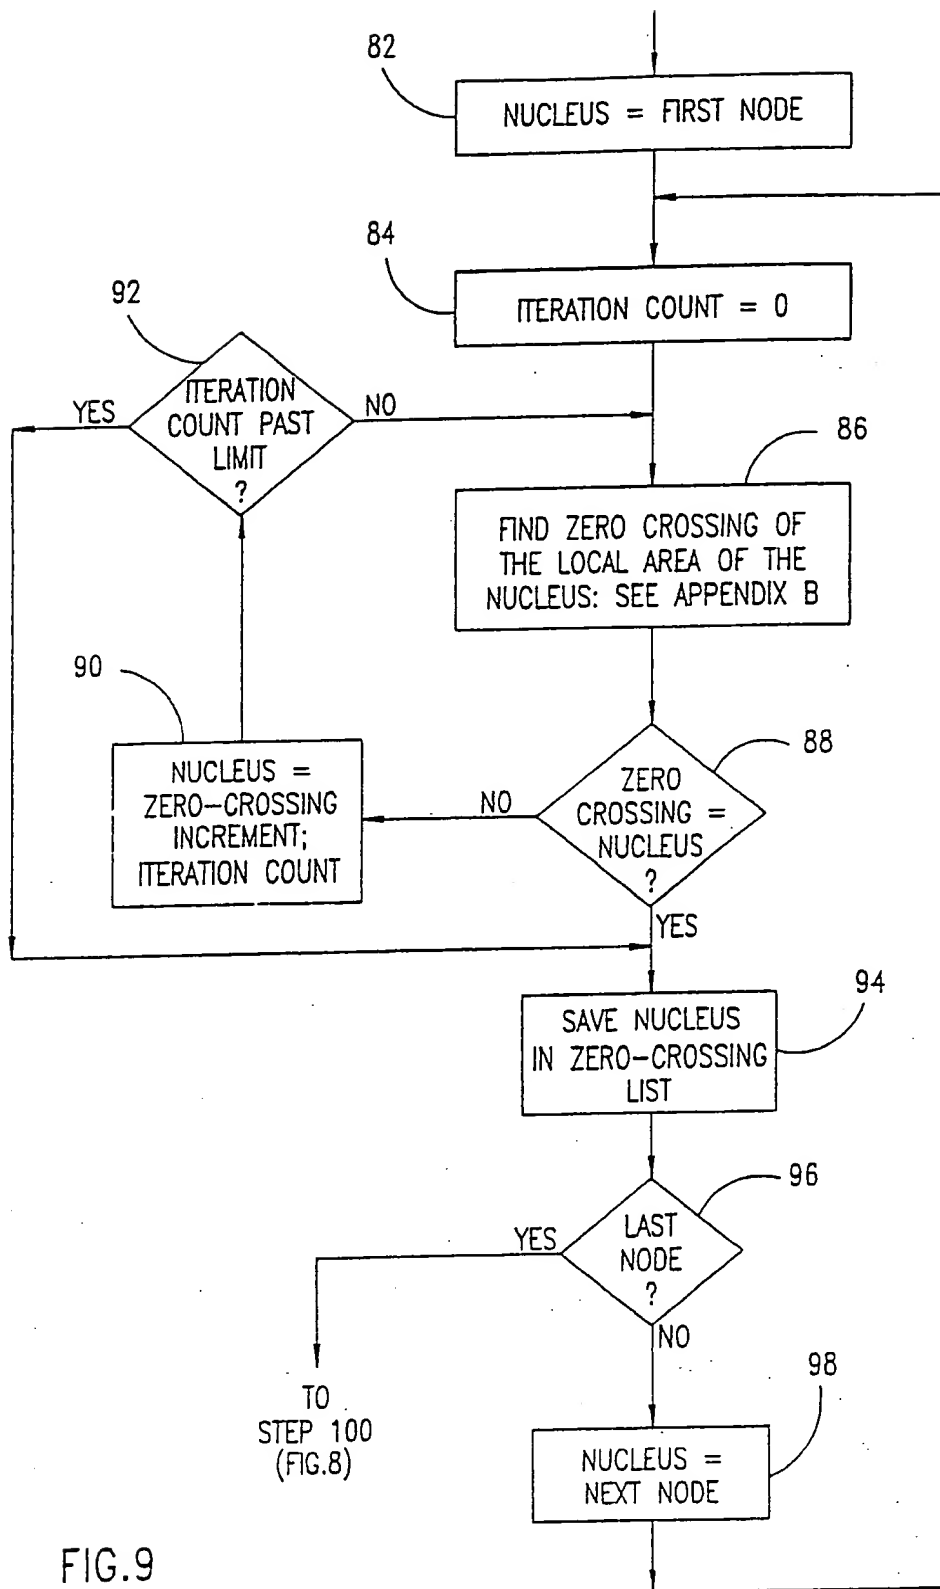 82
NUCLEUS = FIRST NODE
84
ITERATION COUNT = 0
92
ITERATION
COUNT PAST
LIMIT
?
YES
NO
86
FIND ZERO CROSSING OF
THE LOCAL AREA OF THE
NUCLEUS: SEE APPENDIX B
90
NUCLEUS =
ZERO-CROSSING
INCREMENT;
ITERATION COUNT
88
ZERO
CROSSING =
NUCLEUS
?
NO
YES
94
SAVE NUCLEUS
IN ZERO-CROSSING
LIST
96
LAST
NODE
?
YES
NO
TO
STEP 100
(FIG.8)
98
NUCLEUS =
NEXT NODE
FIG.9